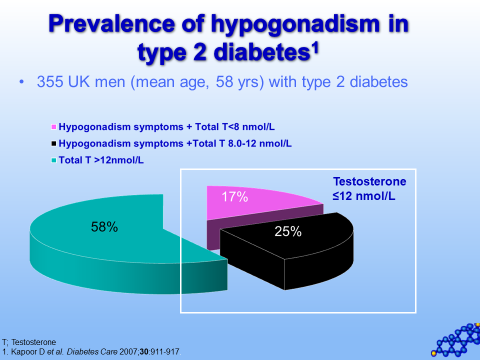 Prevalence of hypogonadism in
type 2 diabetes1
• 355 UK men (mean age, 58 yrs) with type 2 diabetes
Hypogonadism symptoms + Total T<8 nmol/L
Hypogonadism symptoms +Total T 8.0-12 nmol/L
Total T >12nmol/L
Testosterone
≤12 nmol/L
17%
58%
25%
T; Testosterone
1. Kapoor D et al. Diabetes Care 2007;30:911-917